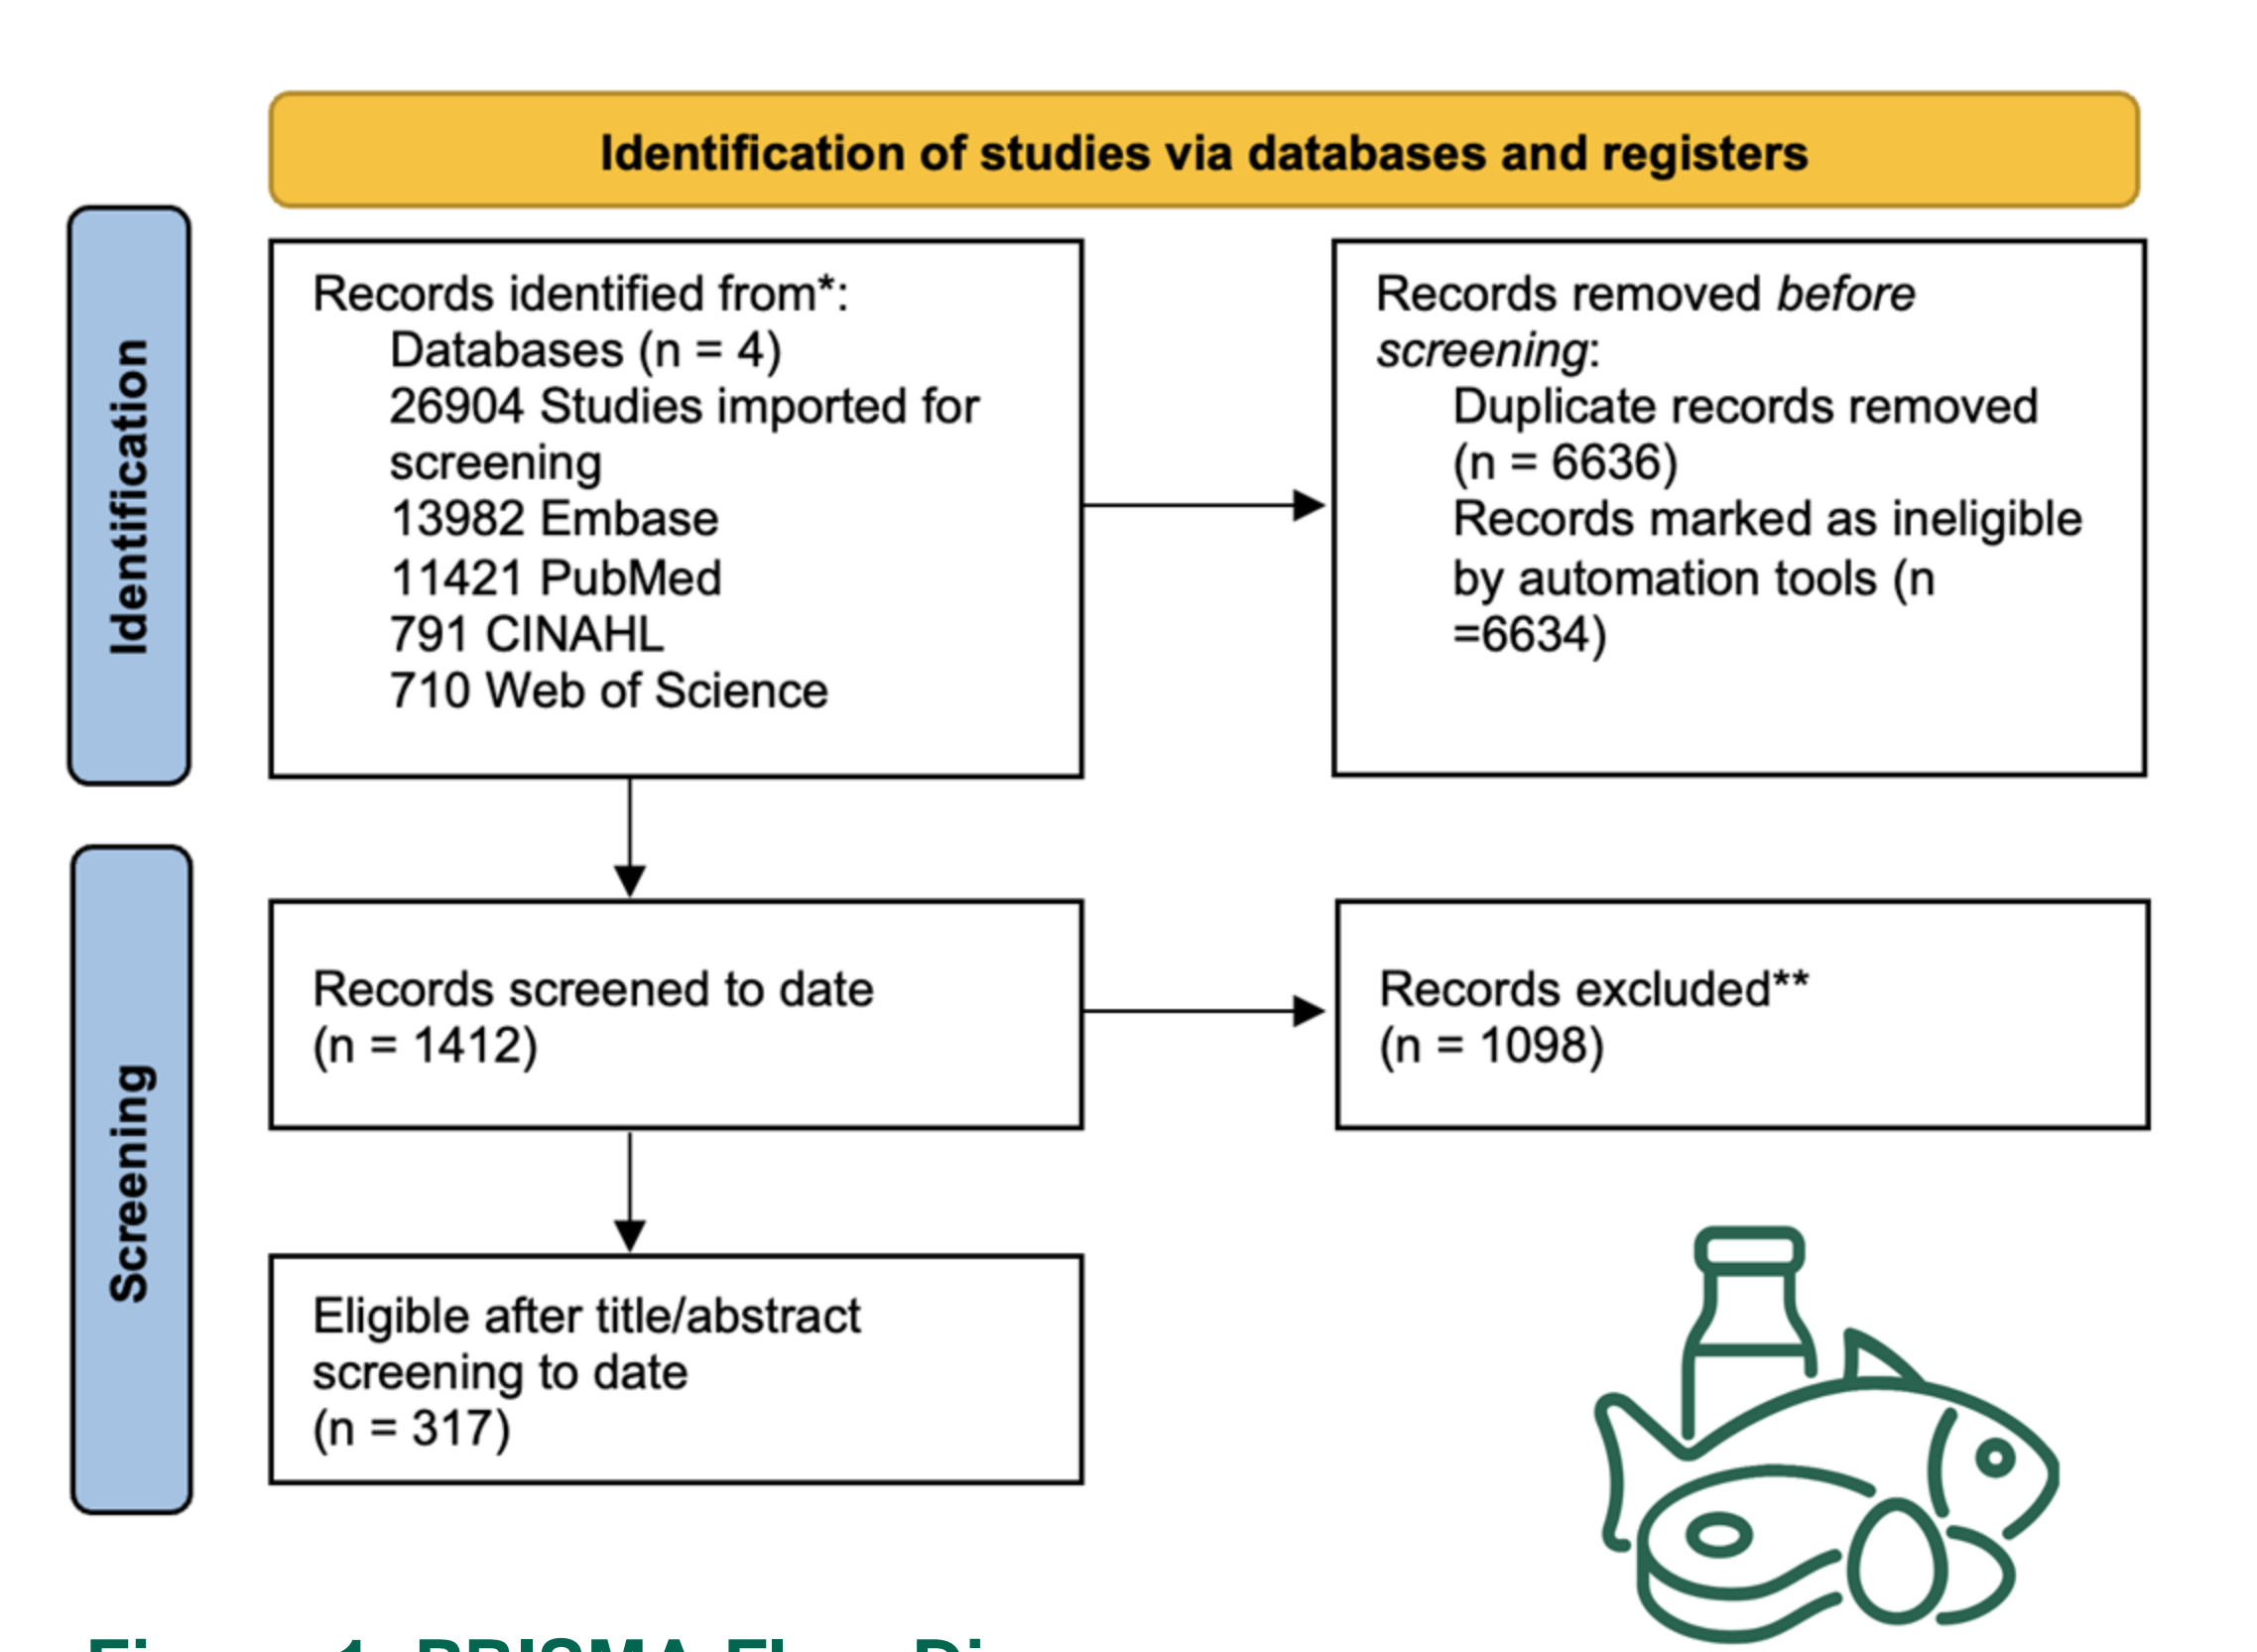 Identification of studies via databases and registers
Identification
Records identified from*:
Databases (n = 4)
26904 Studies imported for
screening
13982 Embase
11421 PubMed
791 CINAHL
710 Web of Science
Records removed before
screening:
Duplicate records removed
(n = 6636)
Records marked as ineligible
by automation tools (n
=6634)
Screening
Records screened to date
(n = 1412)
Records excluded**
(n = 1098)
Eligible after title/abstract
screening to date
(n = 317)
1 PRISMA